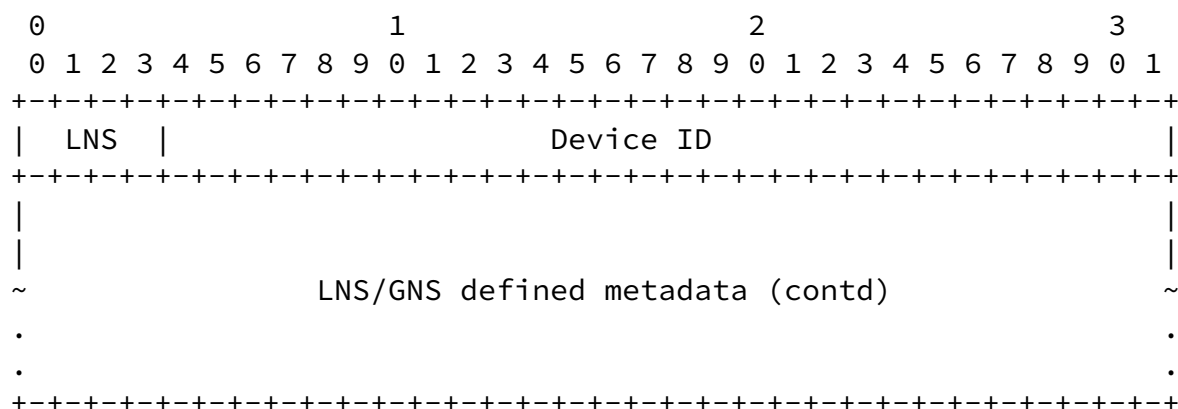 0                   1                   2                   3
 0 1 2 3 4 5 6 7 8 9 0 1 2 3 4 5 6 7 8 9 0 1 2 3 4 5 6 7 8 9 0 1
+-+-+-+-+-+-+-+-+-+-+-+-+-+-+-+-+-+-+-+-+-+-+-+-+-+-+-+-+-+-+-+-+
|  LNS  |                     Device ID                         |
+-+-+-+-+-+-+-+-+-+-+-+-+-+-+-+-+-+-+-+-+-+-+-+-+-+-+-+-+-+-+-+-+
|                                                               |
|                                                               |
~                LNS/GNS defined metadata (contd)               ~
.                                                               .
.                                                               .
+-+-+-+-+-+-+-+-+-+-+-+-+-+-+-+-+-+-+-+-+-+-+-+-+-+-+-+-+-+-+-+-+